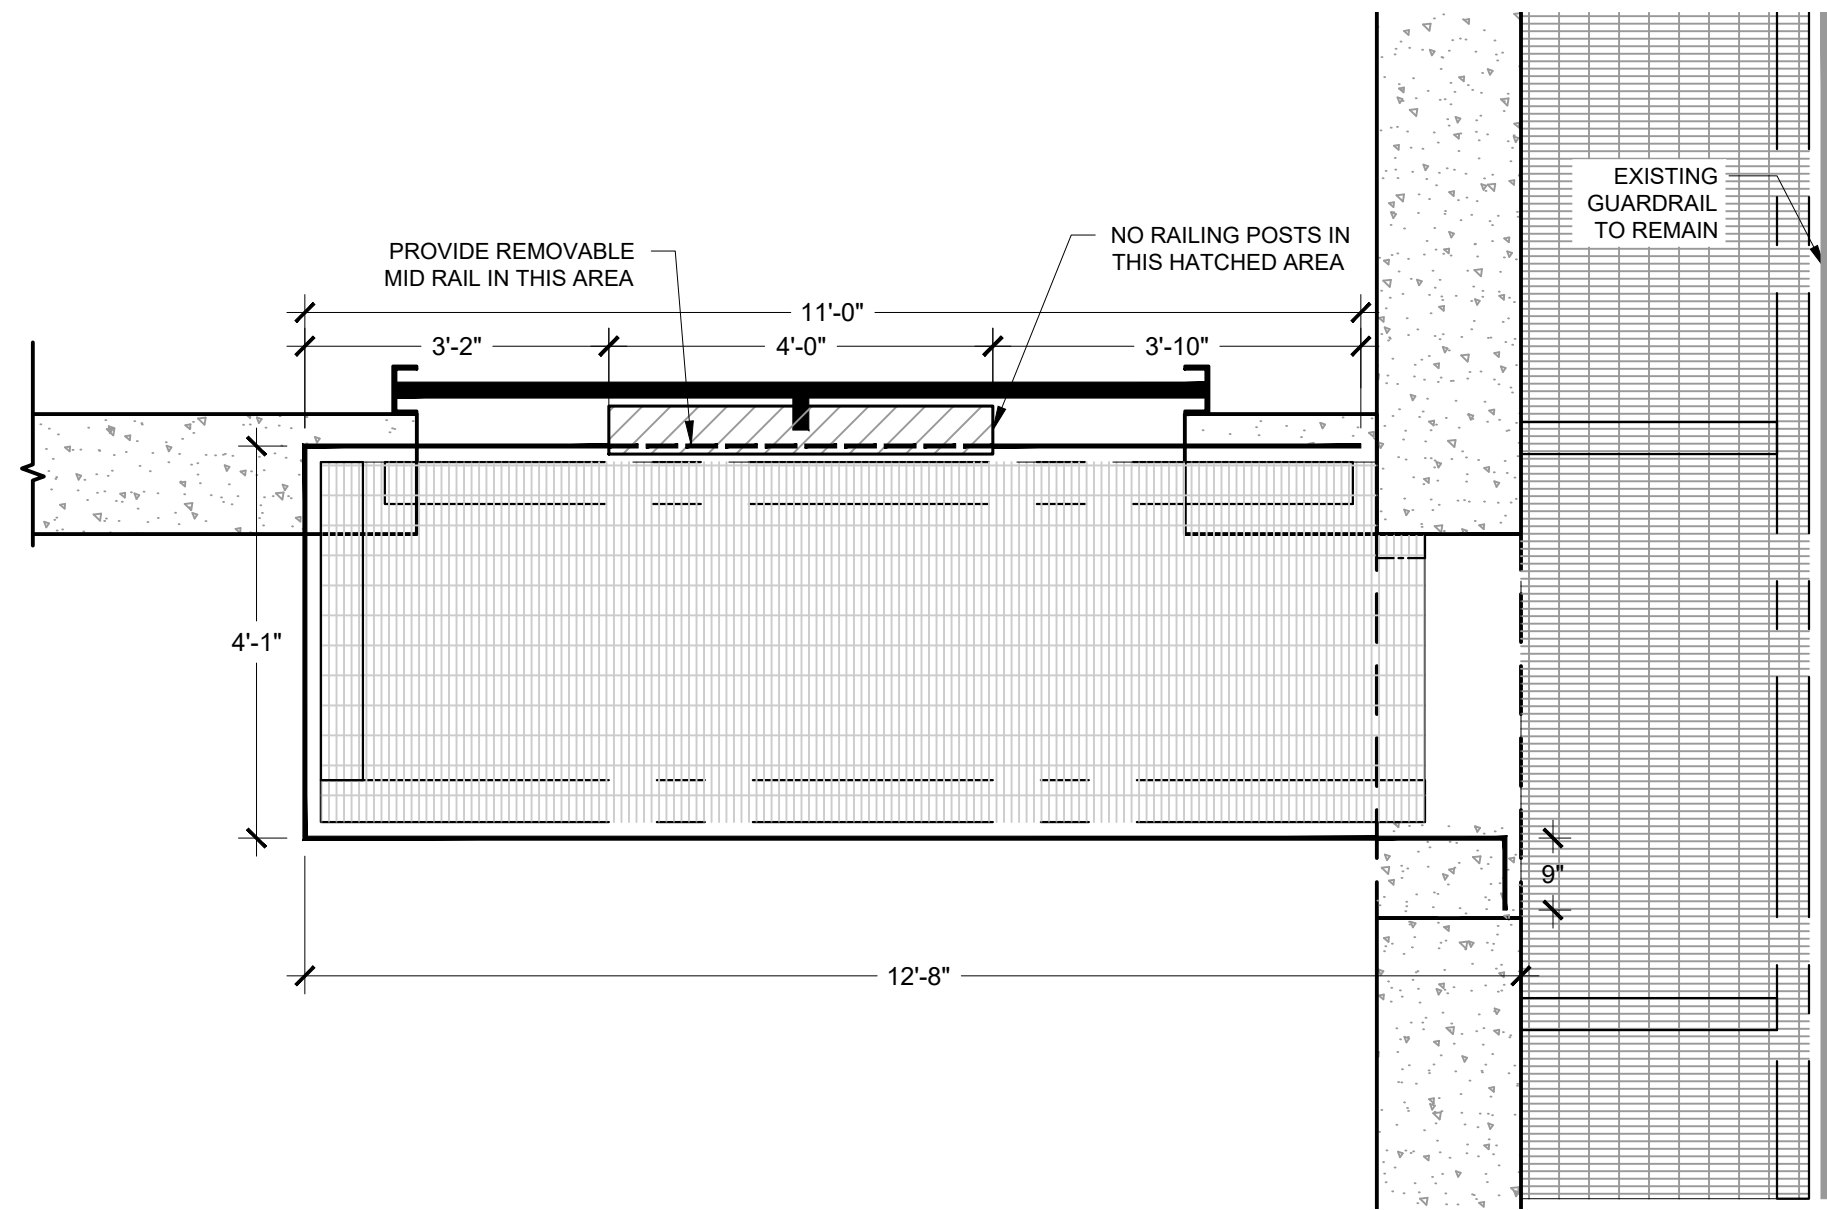 EXISTING
GUARDRAIL
TO REMAIN
PROVIDE REMOVABLE
MID RAIL IN THIS AREA
NO RAILING POSTS IN
THIS HATCHED AREA
11'-0"
3'-2"
4'-0"
3'-10"
4'-1"
9"
12'-8"